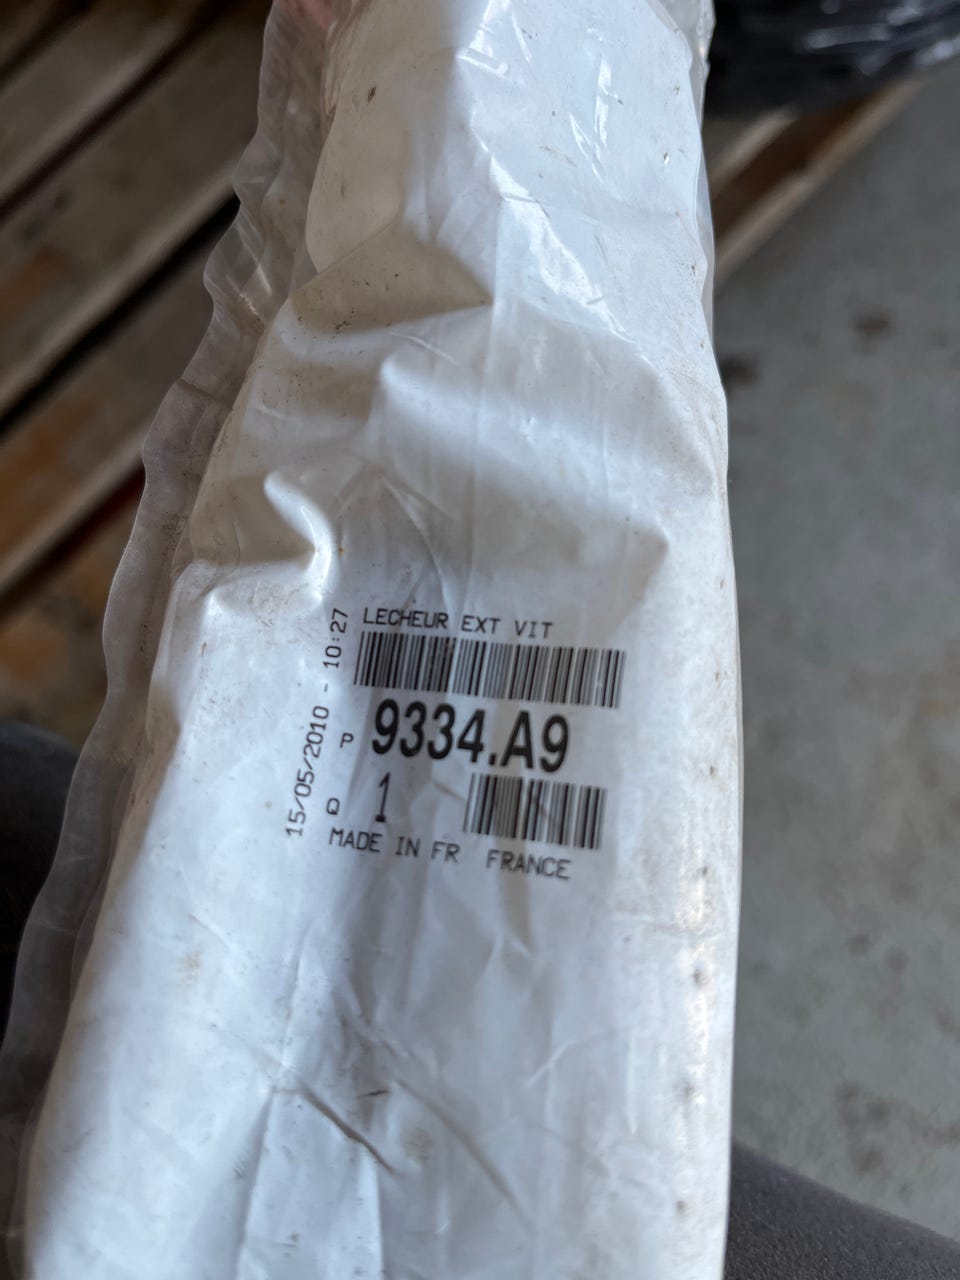 LECHEUR EXT VIT
P 9334.A9
Q 1
MADE IN FR FRANCE
15/05/2010 - 10:27